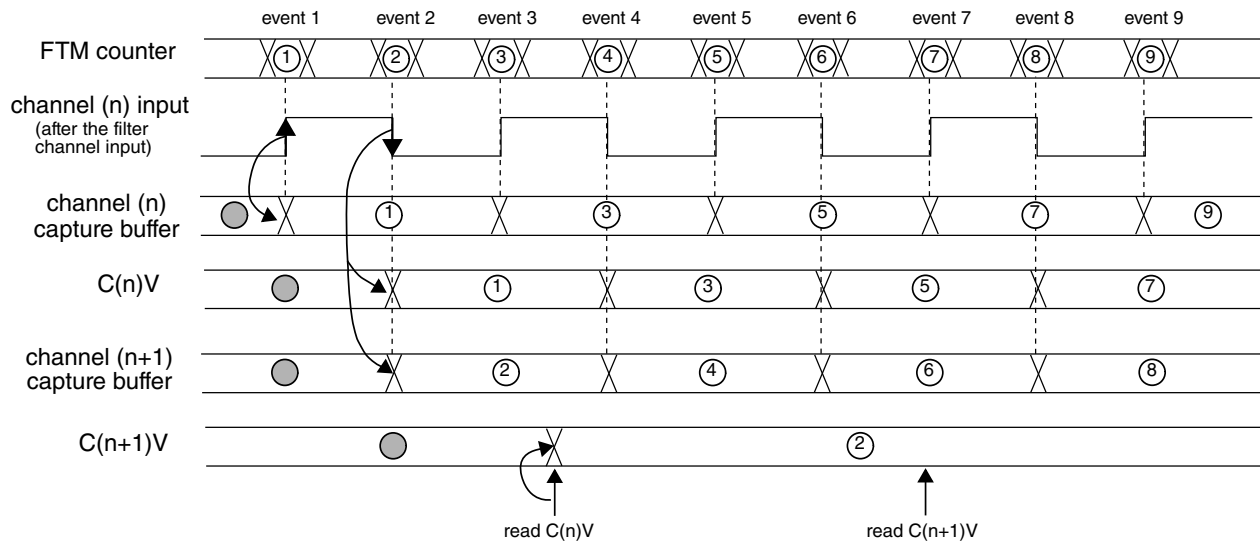 event 1 event 2 event 3 event 4 event 5 event 6 event 7 event 8 event 9
FTM counter 1 2 3 4 5 6 7 8 9
channel (n) input
(after the filter
channel input)
channel (n)
capture buffer 1 3 5 7 9
C(n)V 1 3 5 7
channel (n+1)
capture buffer 2 4 6 8
C(n+1)V 2
read C(n)V read C(n+1)V